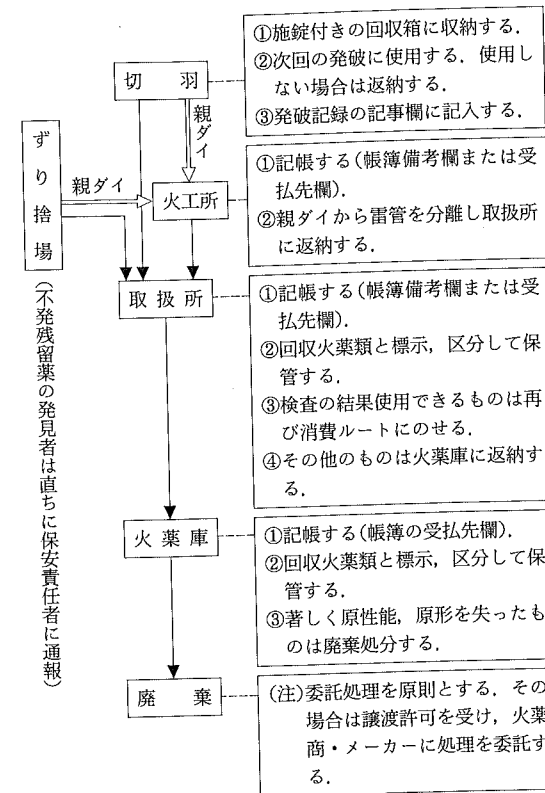 切　羽
①施錠付きの回収箱に収納する．
②次回の発破に使用する．使用し
ない場合は返納する．
③発破記録の記事欄に記入する．
親ダイ
ずり捨場
(不発残留薬の発見者は直ちに保安責任者に通報)
親ダイ
火工所
①記帳する(帳簿備考欄または受
払先欄)．
②親ダイから雷管を分離し取扱所
に返納する．
取扱所
①記帳する(帳簿備考欄または受
払先欄)．
②回収火薬類と標示，区分して保
管する．
③検査の結果使用できるものは再
び消費ルートにのせる．
④その他のものは火薬庫に返納す
る．
火薬庫
①記帳する(帳簿の受払先欄)．
②回収火薬類と標示，区分して保
管する．
③著しく原性能，原形を失ったも
のは廃棄処分する．
廃　棄
(注)委託処理を原則とする．その
場合は譲渡許可を受け，火薬
商・メーカーに処理を委託す
る．